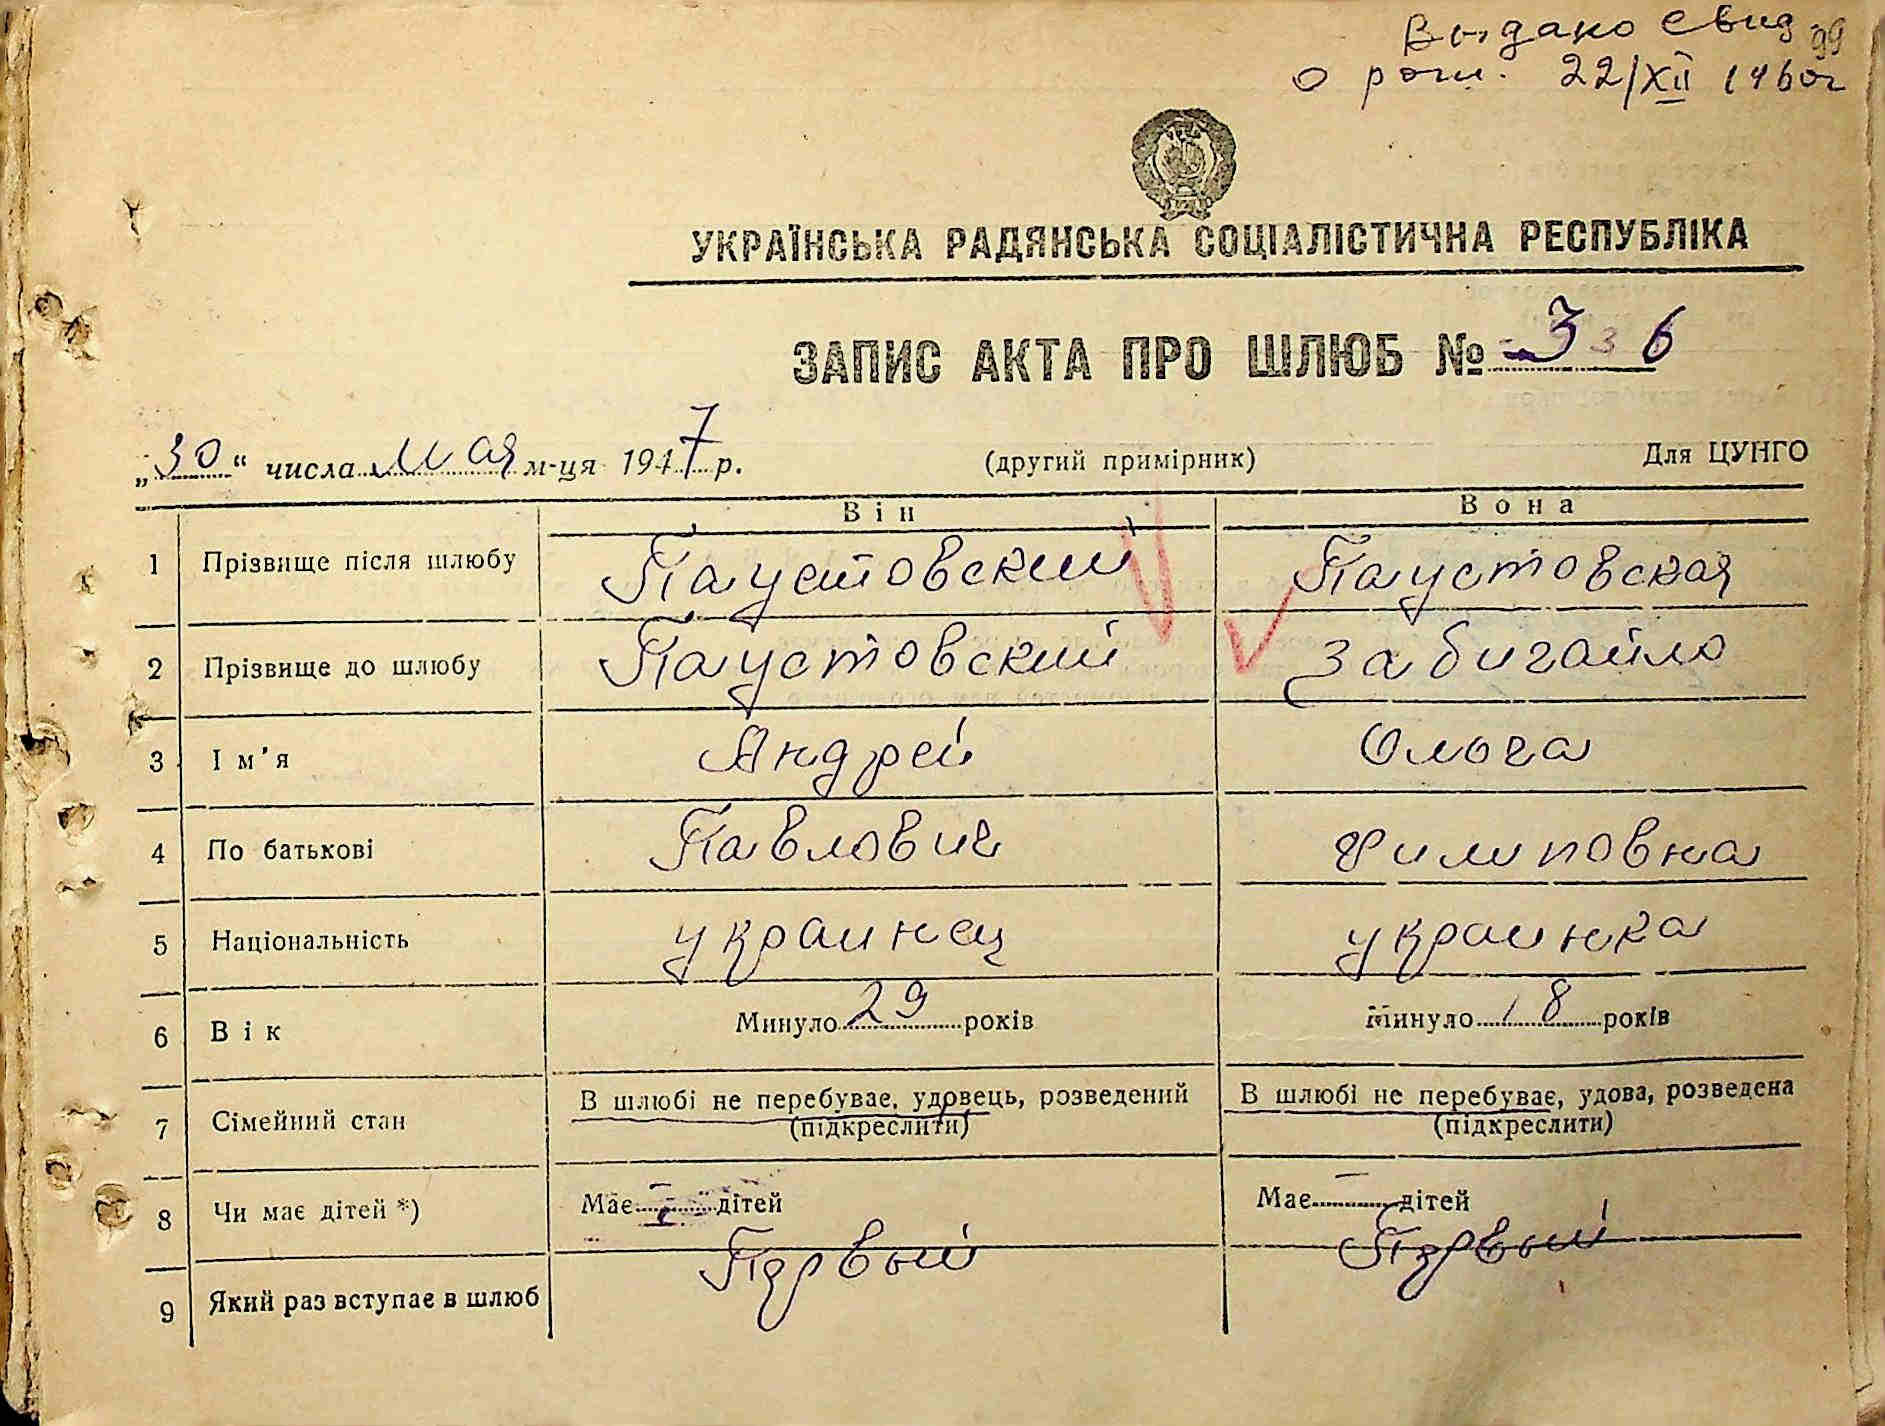 Выдано свид
о рож. 22/XII 1960г
УКРАЇНСЬКА РАДЯНСЬКА СОЦІАЛІСТИЧНА РЕСПУБЛІКА
ЗАПИС АКТА ПРО ШЛЮБ № 336
„30“ числа мая м-ця 1947 р. (другий примірник) Для ЦУНГО
Він Вона
1 Прізвище після шлюбу Паустовский Паустовская
2 Прізвище до шлюбу Паустовский Забигайло
3 Ім'я Андрей Ольга
4 По батькові Павлович Филиповна
5 Національність украинец украинка
6 Вік Минуло 29 років Минуло 18 років
7 Сімейний стан В шлюбі не перебуває, удовець, розведений В шлюбі не перебуває, удова, розведена
(підкреслити) (підкреслити)
8 Чи має дітей *) Має - дітей Має - дітей
9 Який раз вступає в шлюб Первый Первый